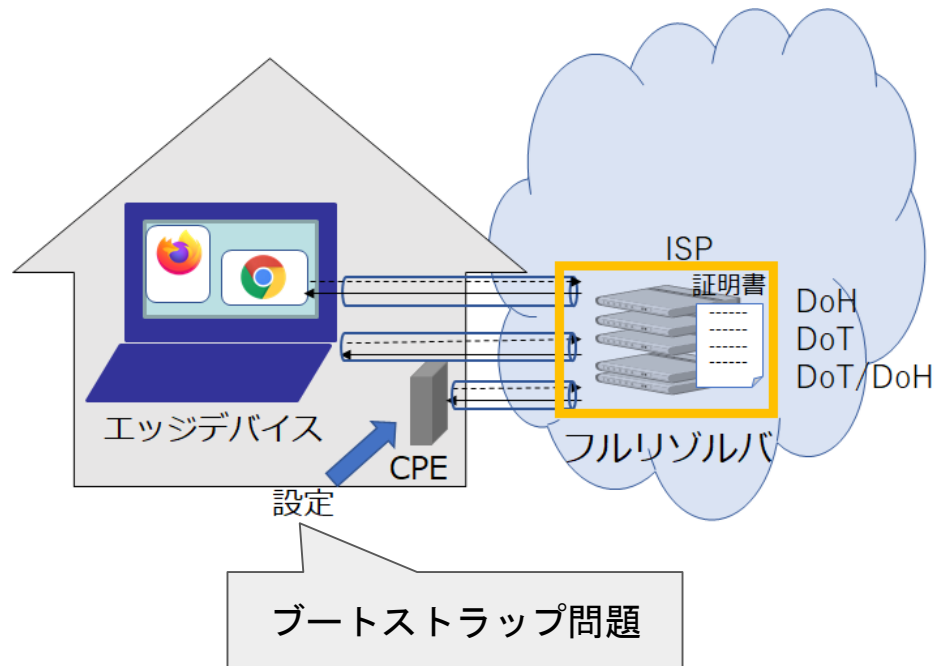 ISP
証明書
DoH
DoT
DoT/DoH
フルリゾルバ
エッジデバイス
CPE
設定
ブートストラップ問題